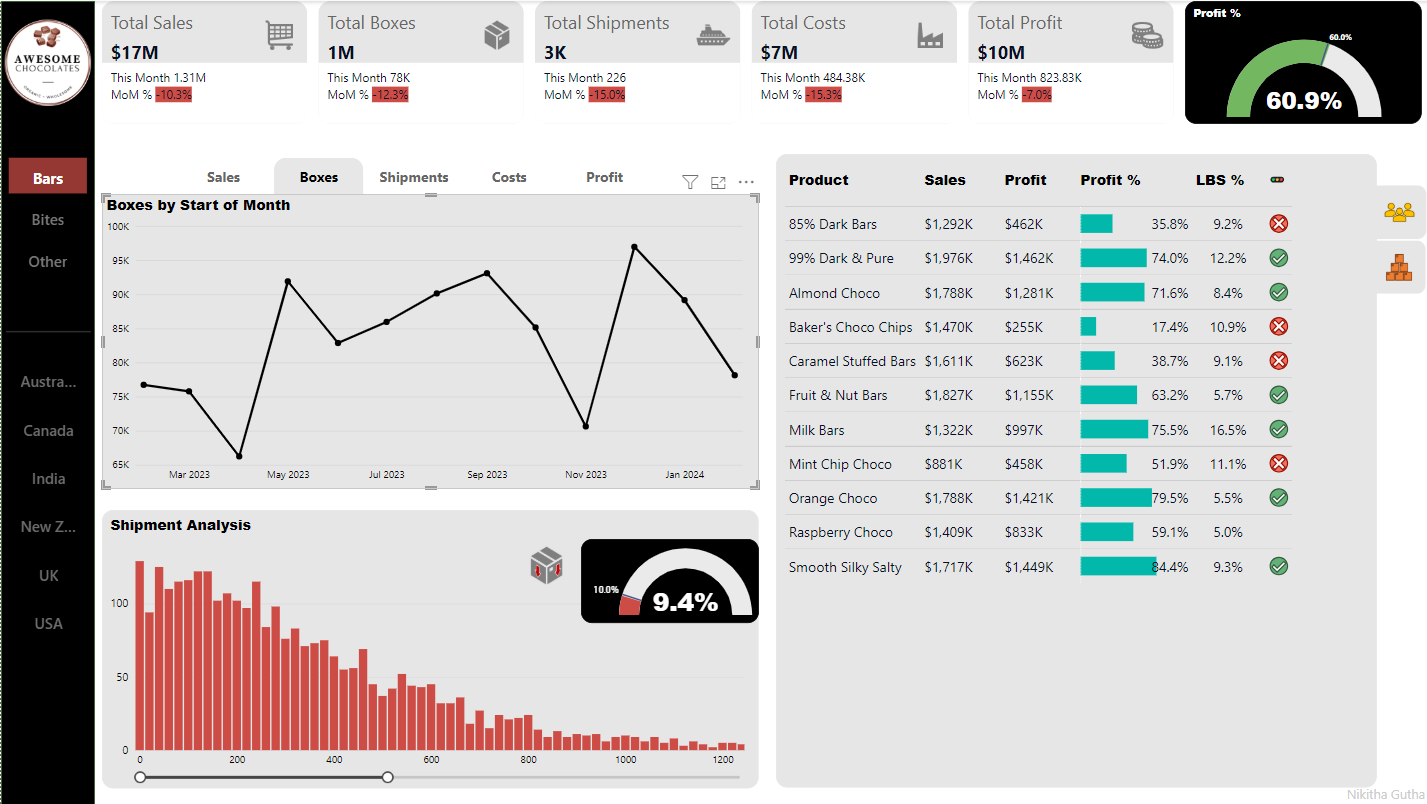 AWESOME
CHOCOLATES
ORGANIC - WHOLESOME
Total Sales
$17M
This Month 1.31M
MoM % -10.3%
Total Boxes
1M
This Month 78K
MoM % -12.3%
Total Shipments
3K
This Month 226
MoM % -15.0%
Total Costs
$7M
This Month 484.38K
MoM % -15.3%
Total Profit
$10M
This Month 823.83K
MoM % -7.0%
Profit %
60.0%
60.9%
Bars
Bites
Other
Austra...
Canada
India
New Z...
UK
USA
Sales Boxes Shipments Costs Profit
Boxes by Start of Month
100K
95K
90K
85K
80K
75K
70K
65K
Mar 2023 May 2023 Jul 2023 Sep 2023 Nov 2023 Jan 2024
Shipment Analysis
10.0%
9.4%
100
50
0
0 200 400 600 800 1000 1200
Product Sales Profit Profit % LBS %
85% Dark Bars $1,292K $462K 35.8% 9.2%
99% Dark & Pure $1,976K $1,462K 74.0% 12.2%
Almond Choco $1,788K $1,281K 71.6% 8.4%
Baker's Choco Chips $1,470K $255K 17.4% 10.9%
Caramel Stuffed Bars $1,611K $623K 38.7% 9.1%
Fruit & Nut Bars $1,827K $1,155K 63.2% 5.7%
Milk Bars $1,322K $997K 75.5% 16.5%
Mint Chip Choco $881K $458K 51.9% 11.1%
Orange Choco $1,788K $1,421K 79.5% 5.5%
Raspberry Choco $1,409K $833K 59.1% 5.0%
Smooth Silky Salty $1,717K $1,449K 84.4% 9.3%
Nikitha Gutha